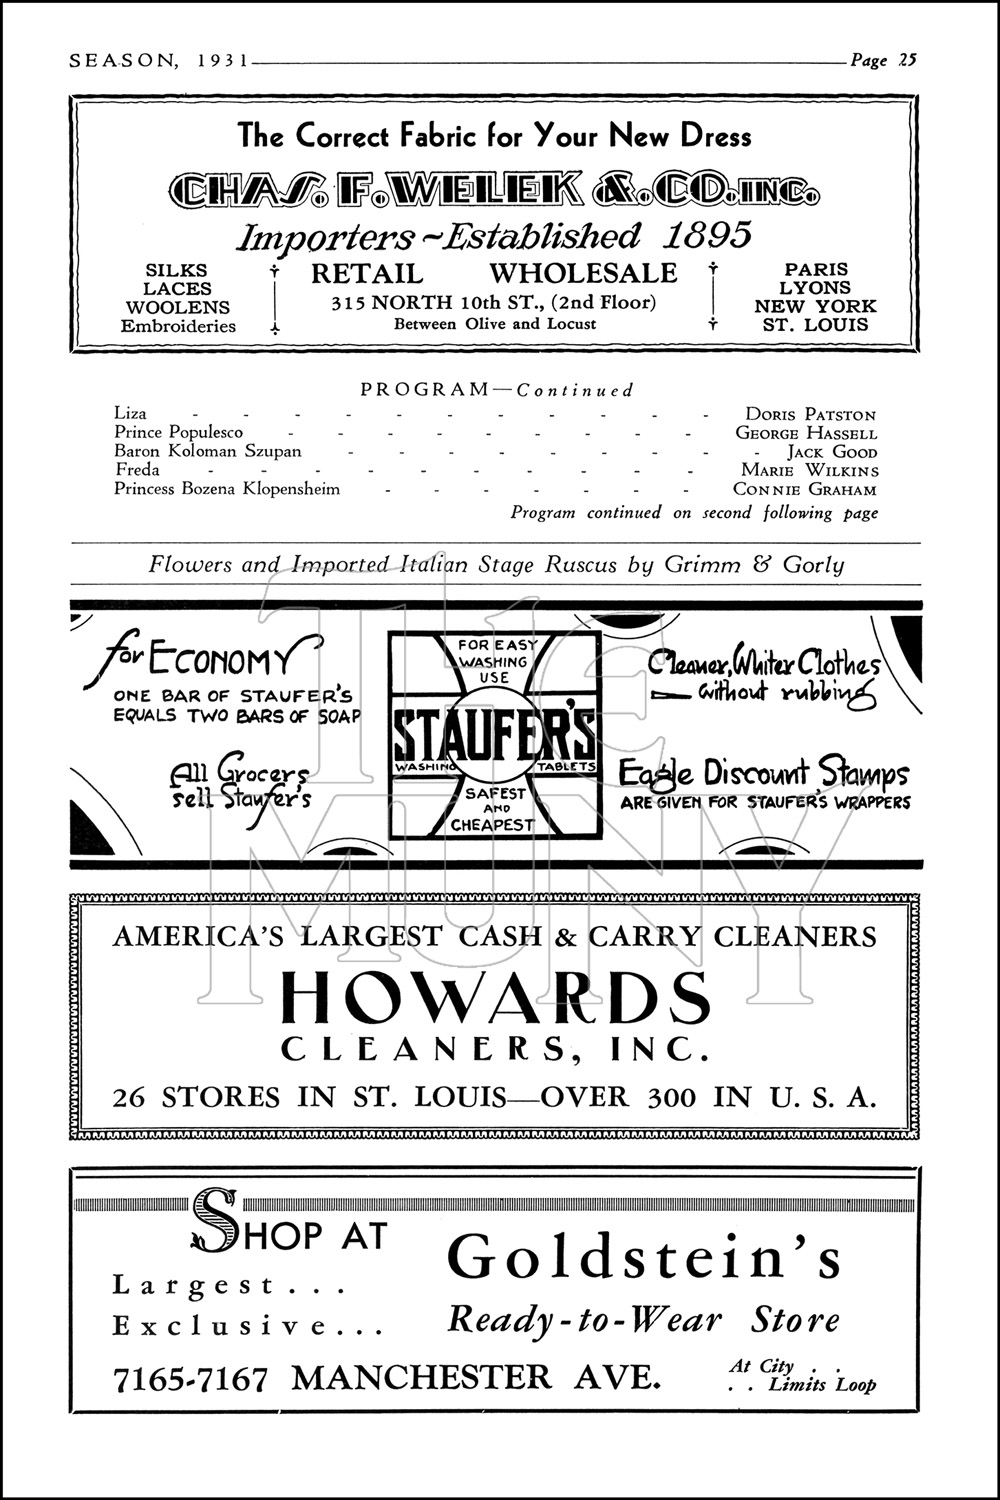 SEASON, 1931 Page 25
The Correct Fabric for Your New Dress
CHAS. F. WELEK & CO. INC.
Importers ~ Established 1895
SILKS
LACES
WOOLENS
Embroideries
RETAIL WHOLESALE
315 NORTH 10th ST., (2nd Floor)
Between Olive and Locust
PARIS
LYONS
NEW YORK
ST. LOUIS
PROGRAM—Continued
Liza - - - - - - - - - - - DORIS PATSTON
Prince Populesco - - - - - - - - - GEORGE HASSELL
Baron Koloman Szupan - - - - - - - - - JACK GOOD
Freda - - - - - - - - - - MARIE WILKINS
Princess Bozena Klopensheim - - - - - - - CONNIE GRAHAM
Program continued on second following page
Flowers and Imported Italian Stage Ruscus by Grimm & Gorly
for ECONOMY
ONE BAR OF STAUFER'S
EQUALS TWO BARS OF SOAP
All Grocers
sell Staufer's
FOR EASY
WASHING
USE
STAUFER'S
WASHING TABLETS
SAFEST
AND
CHEAPEST
Cleaner, Whiter Clothes
— without rubbing
Eagle Discount Stamps
ARE GIVEN FOR STAUFER'S WRAPPERS
THE
MUNY
AMERICA'S LARGEST CASH & CARRY CLEANERS
HOWARDS
CLEANERS, INC.
26 STORES IN ST. LOUIS—OVER 300 IN U. S. A.
SHOP AT
Largest . . .
Exclusive . . .
Goldstein's
Ready-to-Wear Store
7165-7167 MANCHESTER AVE.
At City . .
. . Limits Loop